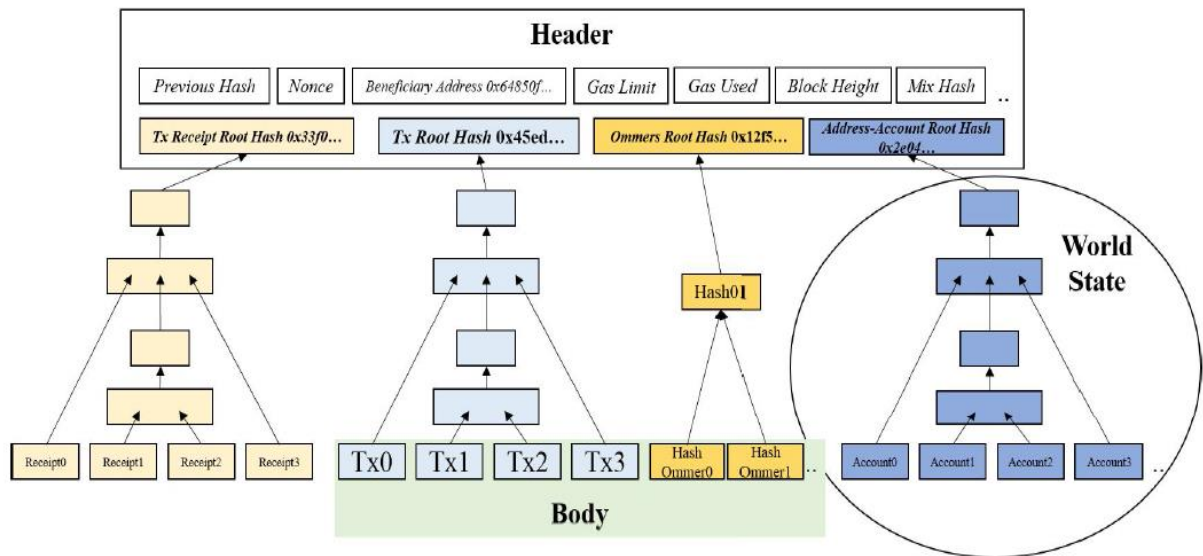 Header
Previous Hash
Nonce
Beneficiary Address 0x64850f...
Gas Limit
Gas Used
Block Height
Mix Hash
..
Tx Receipt Root Hash 0x33f0...
Tx Root Hash 0x45ed...
Ommers Root Hash 0x12f5...
Address-Account Root Hash
0x2e04...
World
State
Hash01
Receipt0
Receipt1
Receipt2
Receipt3
Tx0
Tx1
Tx2
Tx3
Hash
Ommer0
Hash
Ommer1
..
Account0
Account1
Account2
Account3
..
Body